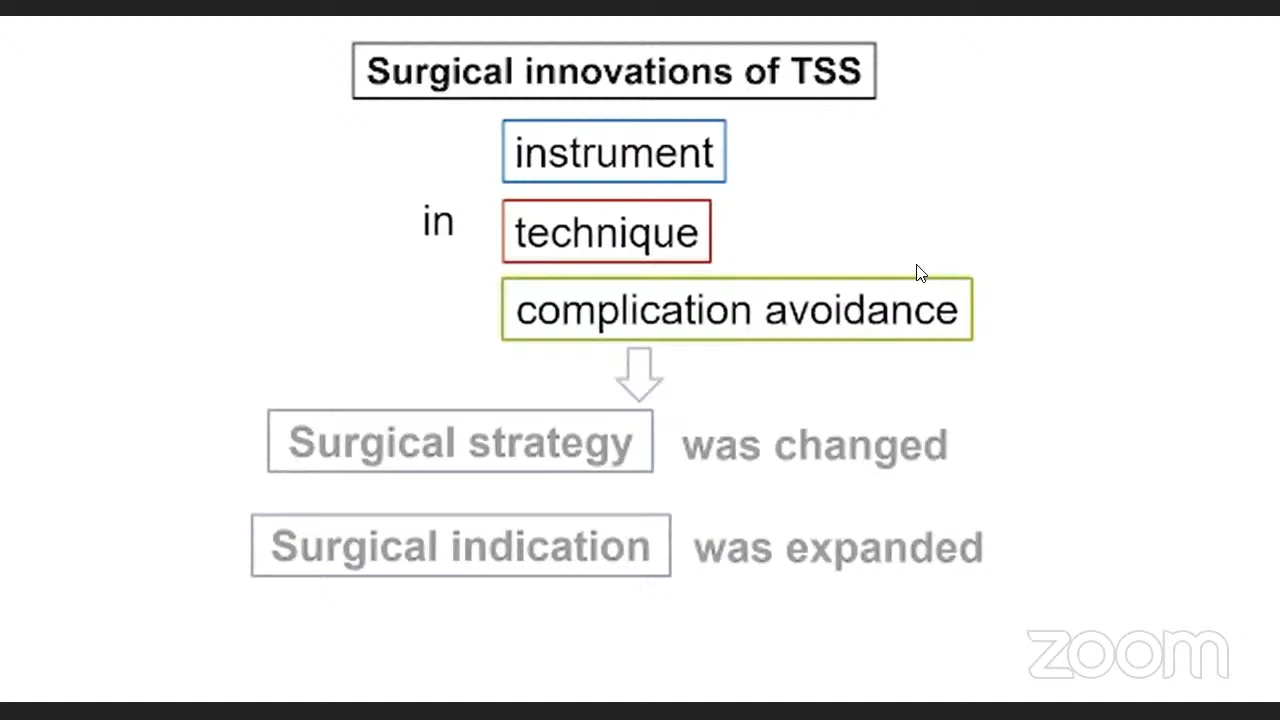 Surgical innovations of TSS
instrument
in
technique
complication avoidance
Surgical strategy was changed
Surgical indication was expanded
zoom